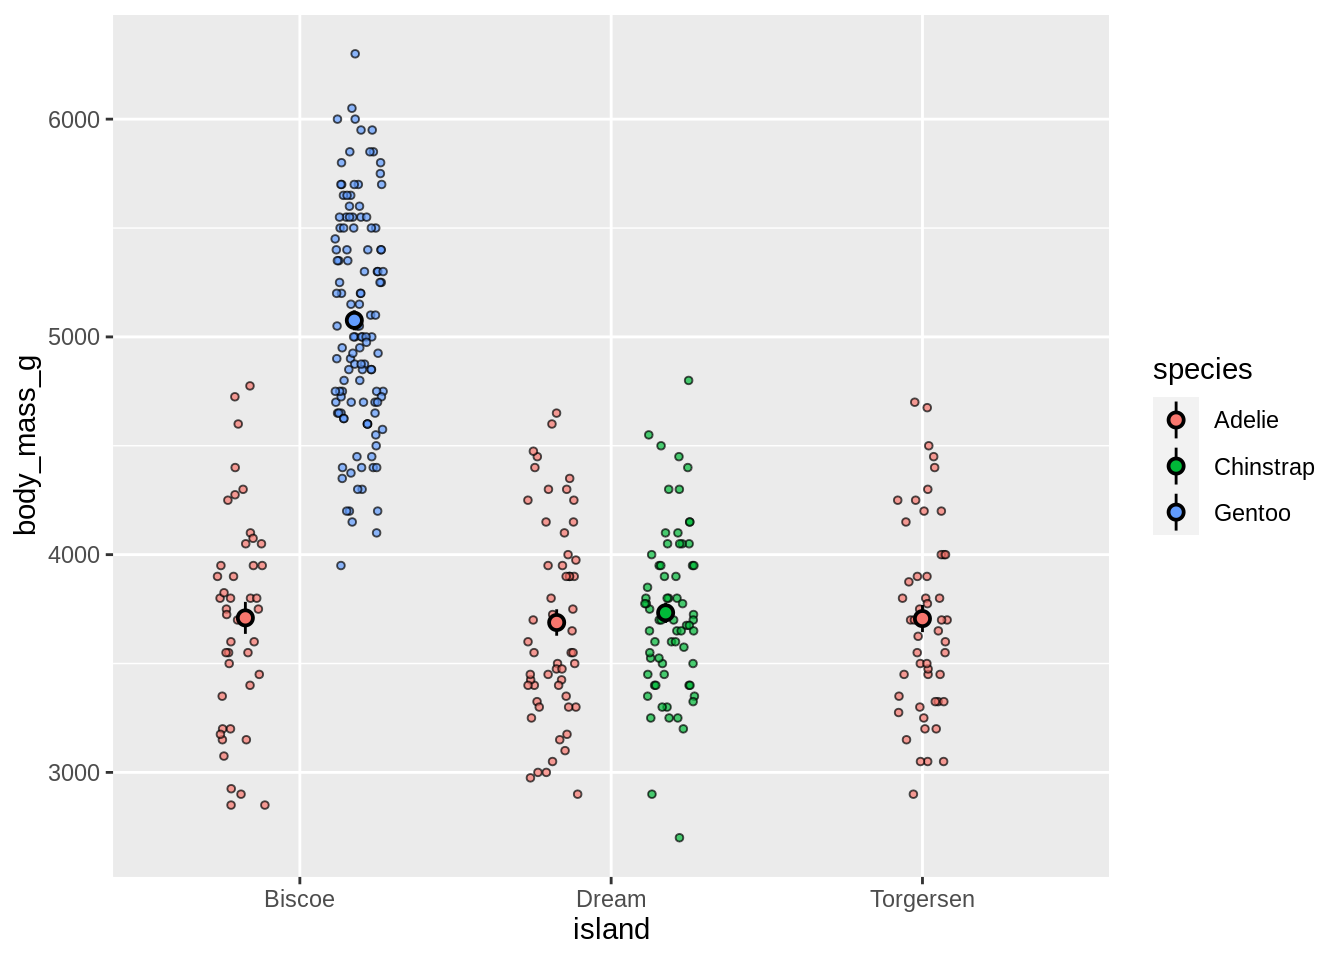 6000
5000
4000
3000
body_mass_g
Biscoe
Dream
Torgersen
island
species
Adelie
Chinstrap
Gentoo